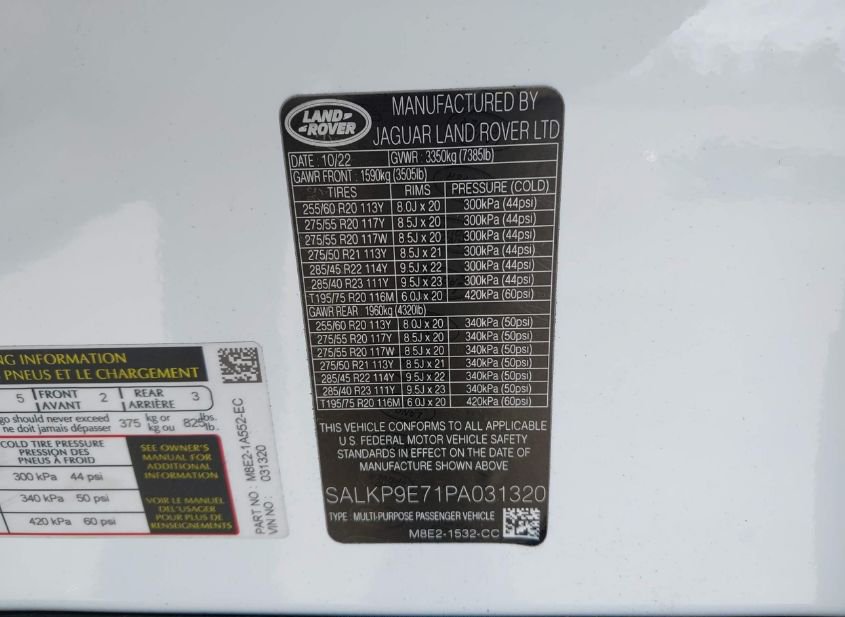 LAND-
-ROVER
MANUFACTURED BY
JAGUAR LAND ROVER LTD
DATE : 10/22 GVWR : 3350kg (7385lb)
GAWR FRONT : 1590kg (3505lb)
TIRES RIMS PRESSURE (COLD)
255/60 R20 113Y 8.0J x 20 300kPa (44psi)
275/55 R20 117Y 8.5J x 20 300kPa (44psi)
275/55 R20 117W 8.5J x 20 300kPa (44psi)
275/50 R21 113Y 8.5J x 21 300kPa (44psi)
285/45 R22 114Y 9.5J x 22 300kPa (44psi)
285/40 R23 111Y 9.5J x 23 300kPa (44psi)
T195/75 R20 116M 6.0J x 20 420kPa (60psi)
GAWR REAR 1960kg (4320lb)
255/60 R20 113Y 8.0J x 20 340kPa (50psi)
275/55 R20 117Y 8.5J x 20 340kPa (50psi)
275/55 R20 117W 8.5J x 20 340kPa (50psi)
275/50 R21 113Y 8.5J x 21 340kPa (50psi)
285/45 R22 114Y 9.5J x 22 340kPa (50psi)
285/40 R23 111Y 9.5J x 23 340kPa (50psi)
T195/75 R20 116M 6.0J x 20 420kPa (60psi)
THIS VEHICLE CONFORMS TO ALL APPLICABLE
U.S. FEDERAL MOTOR VEHICLE SAFETY
STANDARDS IN EFFECT ON THE DATE OF
MANUFACTURE SHOWN ABOVE
SALKP9E71PA031320
TYPE : MULTI-PURPOSE PASSENGER VEHICLE
M8E2-1532-CC
NG INFORMATION
PNEUS ET LE CHARGEMENT
5 FRONT 2 REAR 3
AVANT ARRIÈRE
go should never exceed 375 kg or 825 lbs.
ne doit jamais dépasser kg ou lb.
COLD TIRE PRESSURE
PRESSION DES
PNEUS À FROID
300 kPa 44 psi
340 kPa 50 psi
420 kPa 60 psi
SEE OWNER'S
MANUAL FOR
ADDITIONAL
INFORMATION
VOIR LE MANUEL
DE L'USAGER
POUR PLUS DE
RENSEIGNEMENTS
PART NO : M8E2-1A552-EC
VIN NO : 031320